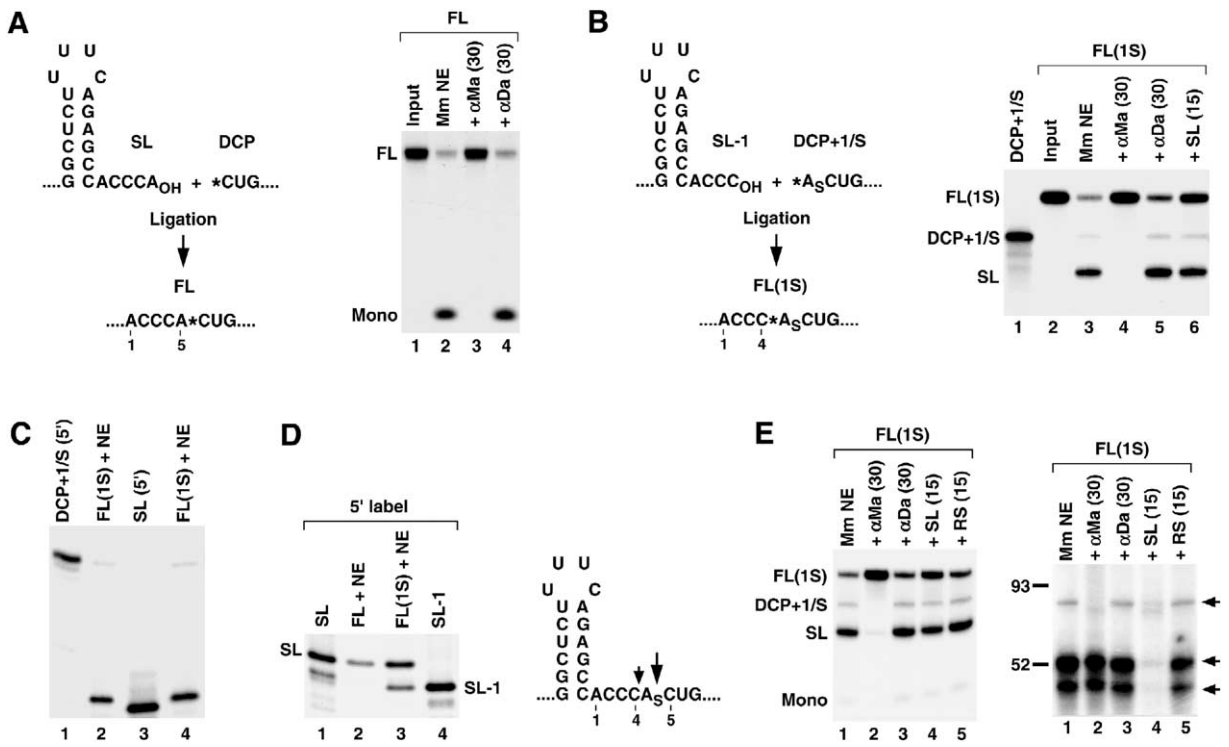 A
U U
U C
U A
C G
U A
C G
G C
....G CACCCAOH + *CUG....
SL
DCP
Ligation
FL
....ACCCA*CUG....
1 5
FL
Input
Mm NE
+ αMa (30)
+ αDa (30)
FL
Mono
1 2 3 4
B
U U
U C
U A
C G
U A
C G
G C
....G CACCCOH + *ASCUG....
SL-1
DCP+1/S
Ligation
FL(1S)
....ACCC*ASCUG....
1 4
FL(1S)
DCP+1/S
Input
Mm NE
+ αMa (30)
+ αDa (30)
+ SL (15)
FL(1S)
DCP+1/S
SL
1 2 3 4 5 6
C
DCP+1/S (5')
FL(1S) + NE
SL (5')
FL(1S) + NE
1 2 3 4
D
5' label
SL
FL + NE
FL(1S) + NE
SL-1
SL
SL-1
1 2 3 4
U U
U C
U A
C G
U A
C G
G C
....G CACCCASCUG....
1 4 5
E
FL(1S)
Mm NE
+ αMa (30)
+ αDa (30)
+ SL (15)
+ RS (15)
FL(1S)
DCP+1/S
SL
Mono
1 2 3 4 5
FL(1S)
Mm NE
+ αMa (30)
+ αDa (30)
+ SL (15)
+ RS (15)
93
52
1 2 3 4 5